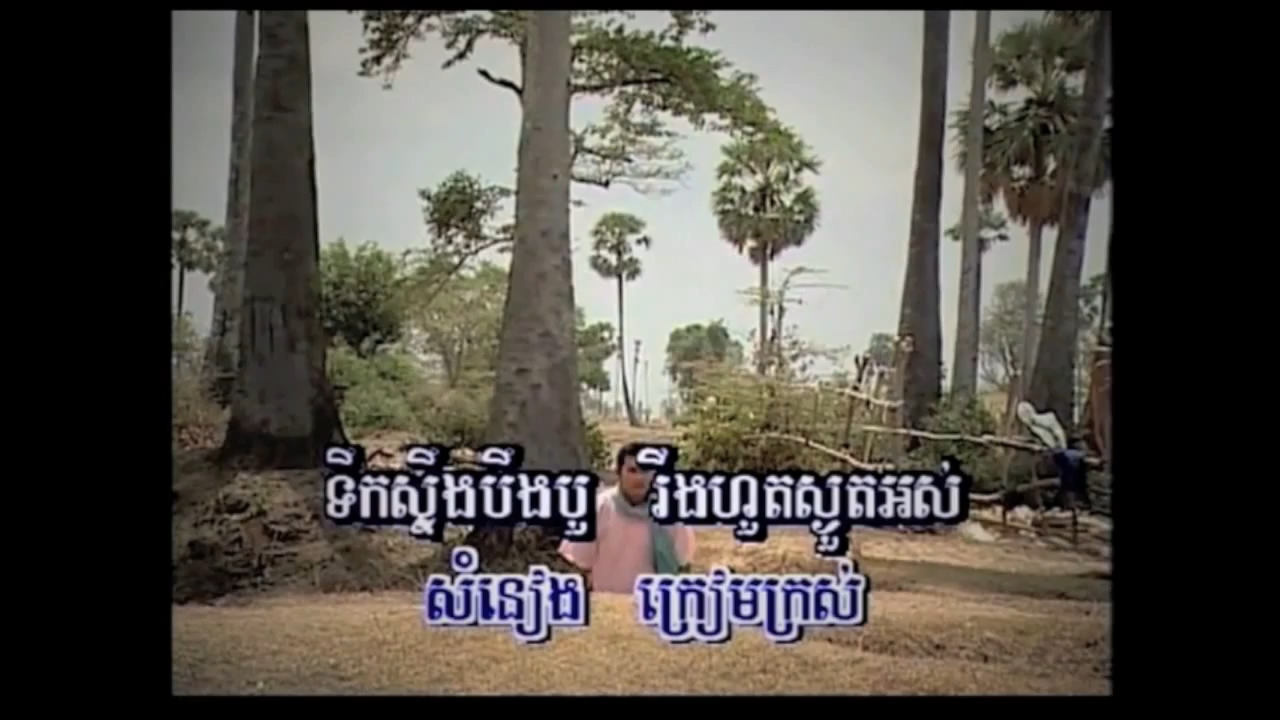 ទឹកស្ទឹងបឹងបួ រីងហួតស្ងួតអស់
សំនៀង ក្រៀមក្រស់